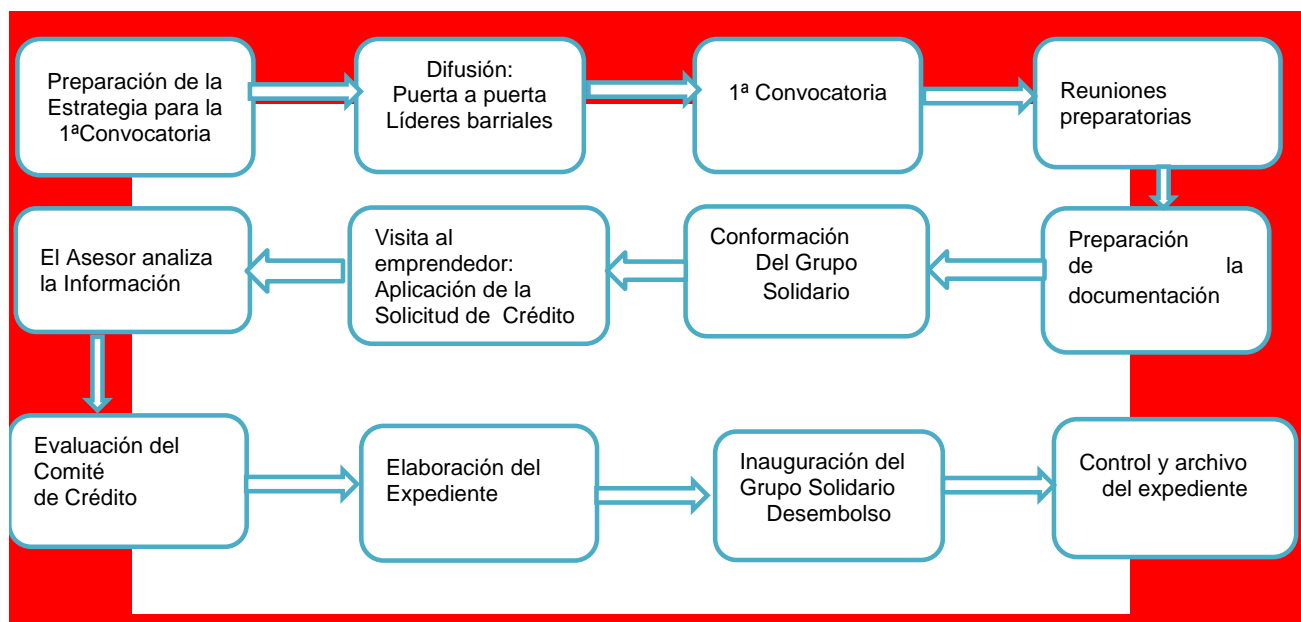 Preparación de la
Estrategia para la
1ªConvocatoria
Difusión:
Puerta a puerta
Líderes barriales
1ª Convocatoria
Reuniones
preparatorias
Preparación
de la
documentación
Conformación
Del Grupo
Solidario
Visita al
emprendedor:
Aplicación de la
Solicitud de Crédito
El Asesor analiza
la Información
Evaluación del
Comité
de Crédito
Elaboración del
Expediente
Inauguración del
Grupo Solidario
Desembolso
Control y archivo
del expediente